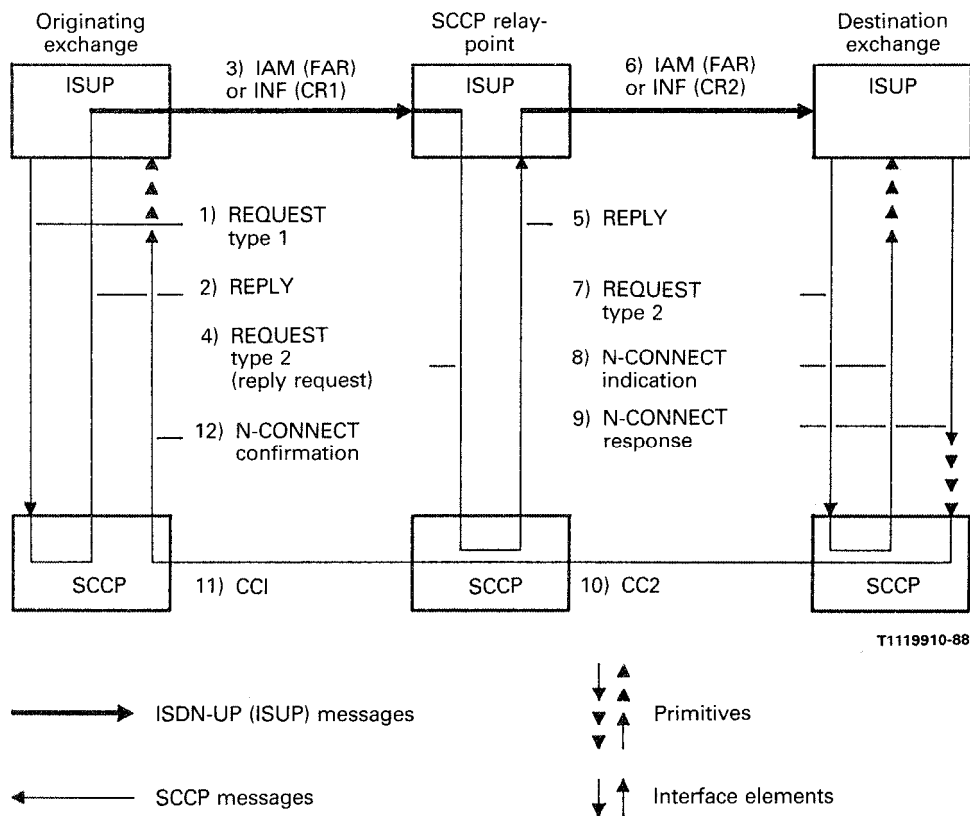 Originating
exchange
SCCP relay-
point
Destination
exchange
ISUP
3) IAM (FAR)
or INF (CR1)
ISUP
6) IAM (FAR)
or INF (CR2)
ISUP
1) REQUEST
type 1
2) REPLY
4) REQUEST
type 2
(reply request)
12) N-CONNECT
confirmation
5) REPLY
7) REQUEST
type 2
8) N-CONNECT
indication
9) N-CONNECT
response
SCCP
11) CCI
SCCP
10) CC2
SCCP
T1119910-88
ISDN-UP (ISUP) messages
Primitives
SCCP messages
Interface elements